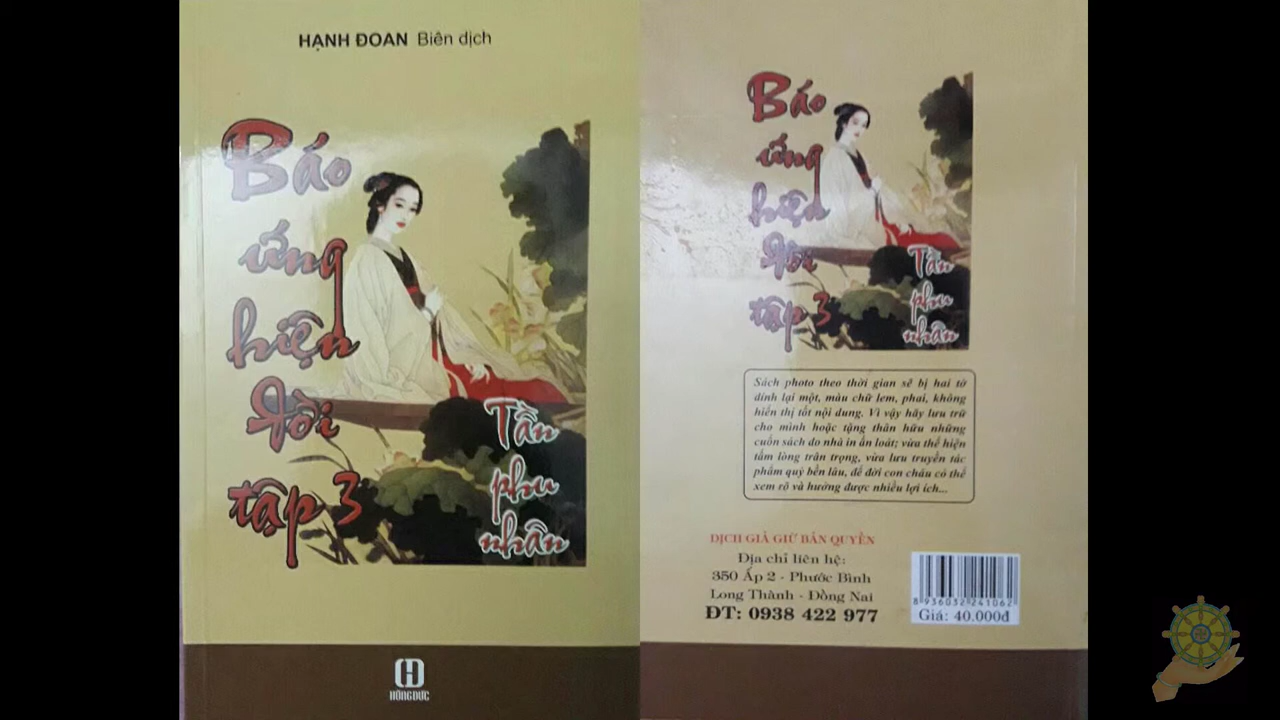 HẠNH ĐOAN Biên dịch
Báo
ứng
hiện
đời
tập 3
Tần
phu
nhân
HỒNG ĐỨC
Báo
ứng
hiện
đời
tập 3
Tần
phu
nhân
Sách photo theo thời gian sẽ bị hai tờ
dính lại một, màu chữ lem, phai, không
hiển thị tốt nội dung. Vì vậy hãy lưu trữ
cho mình hoặc tặng thân hữu những
cuốn sách do nhà in ấn loát; vừa thể hiện
tấm lòng trân trọng, vừa lưu truyền tác
phẩm quý bền lâu, để đời con cháu có thể
xem rõ và hưởng được nhiều lợi ích...
DỊCH GIẢ GIỮ BẢN QUYỀN
Địa chỉ liên hệ:
350 Ấp 2 - Phước Bình
Long Thành - Đồng Nai
ĐT: 0938 422 977
8 936032 241062
Giá: 40.000đ